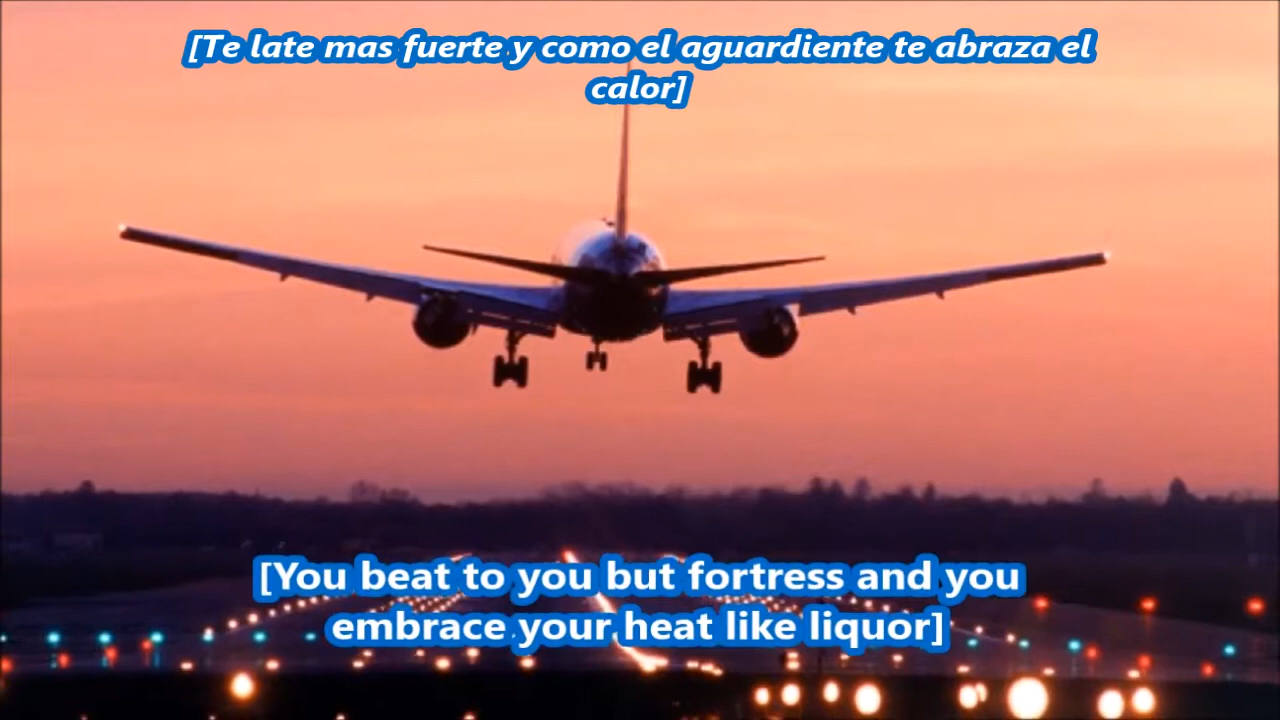 [Te late mas fuerte y como el aguardiente te abraza el
calor]
[You beat to you but fortress and you
embrace your heat like liquor]